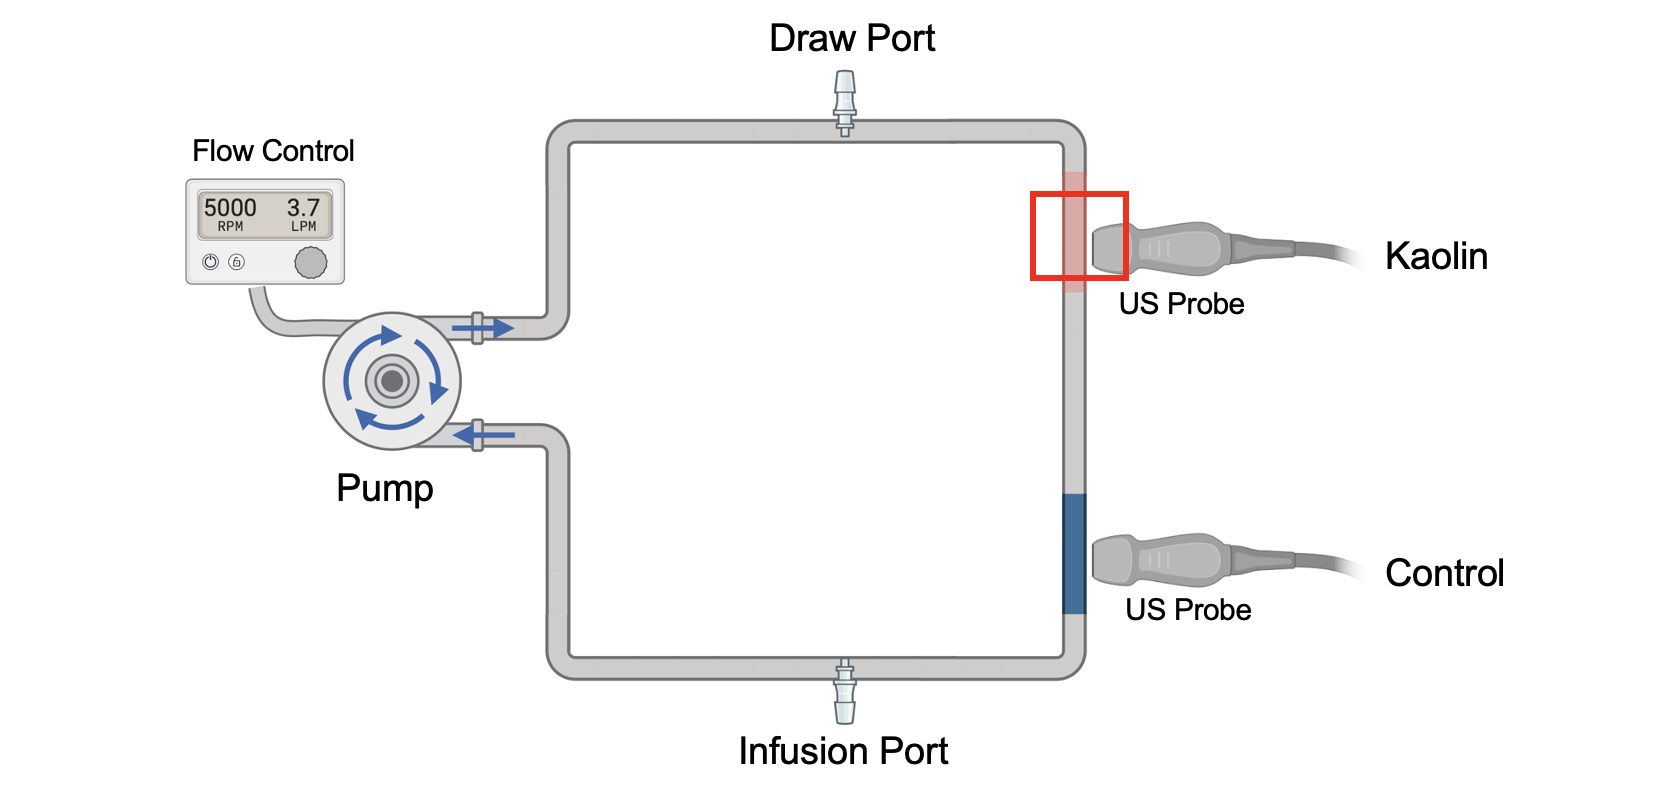 Draw Port
Flow Control
5000 3.7
RPM LPM
Kaolin
US Probe
Pump
Control
US Probe
Infusion Port